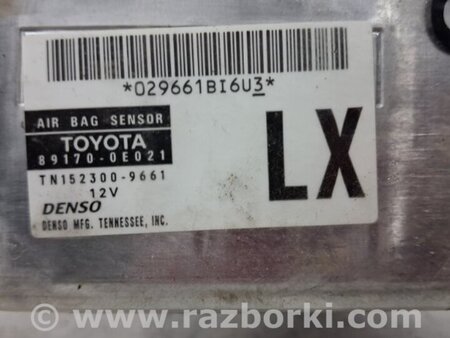 *029661BI6U3*
AIR BAG SENSOR
TOYOTA
89170-0E021
TN152300-9661
12V
DENSO
DENSO MFG. TENNESSEE, INC.
LX
www.razborki.com